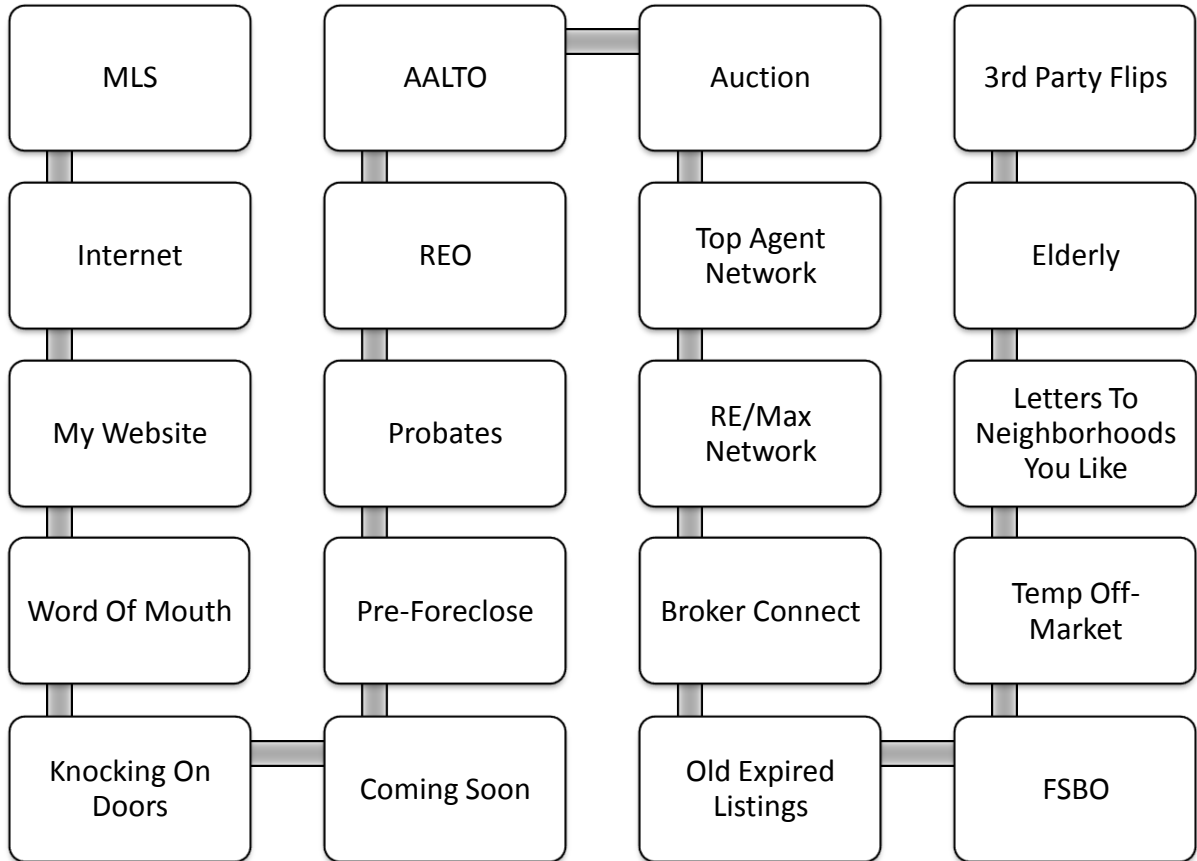 MLS
Internet
My Website
Word Of Mouth
Knocking On
Doors
Coming Soon
Pre-Foreclose
Probates
REO
AALTO
Auction
Top Agent
Network
RE/Max
Network
Broker Connect
Old Expired
Listings
FSBO
Temp Off-
Market
Letters To
Neighborhoods
You Like
Elderly
3rd Party Flips